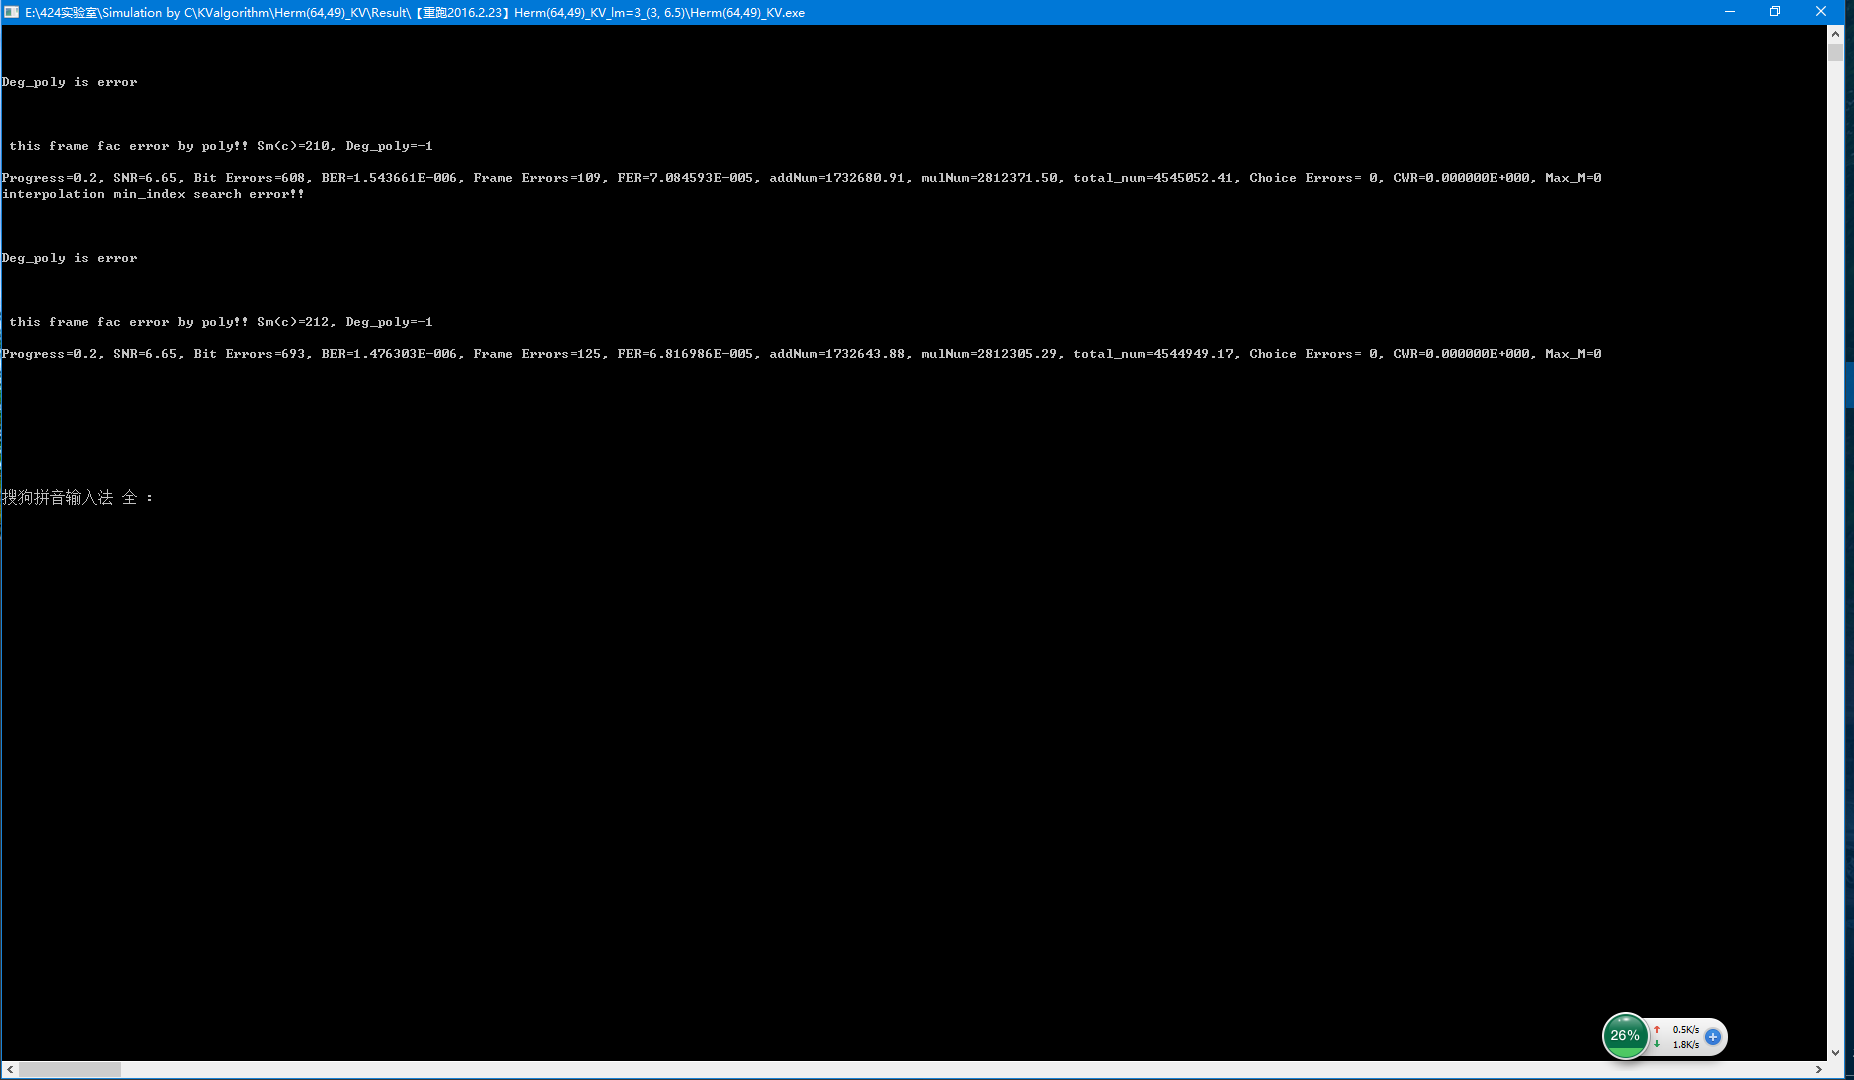 E:\424实验室\Simulation by C\KValgorithm\Herm(64,49)_KV\Result\【重跑2016.2.23】Herm(64,49)_KV_lm=3_(3, 6.5)\Herm(64,49)_KV.exe
Deg_poly is error
this frame fac error by poly!! Sm(c)=210, Deg_poly=-1
Progress=0.2, SNR=6.65, Bit Errors=608, BER=1.543661E-006, Frame Errors=109, FER=7.084593E-005, addNum=1732680.91, mulNum=2812371.50, total_num=4545052.41, Choice Errors= 0, CWR=0.000000E+000, Max_M=0
interpolation min_index search error!!
Deg_poly is error
this frame fac error by poly!! Sm(c)=212, Deg_poly=-1
Progress=0.2, SNR=6.65, Bit Errors=693, BER=1.476303E-006, Frame Errors=125, FER=6.816986E-005, addNum=1732643.88, mulNum=2812305.29, total_num=4544949.17, Choice Errors= 0, CWR=0.000000E+000, Max_M=0
搜狗拼音输入法 全 :
26%
0.5K/s
1.8K/s